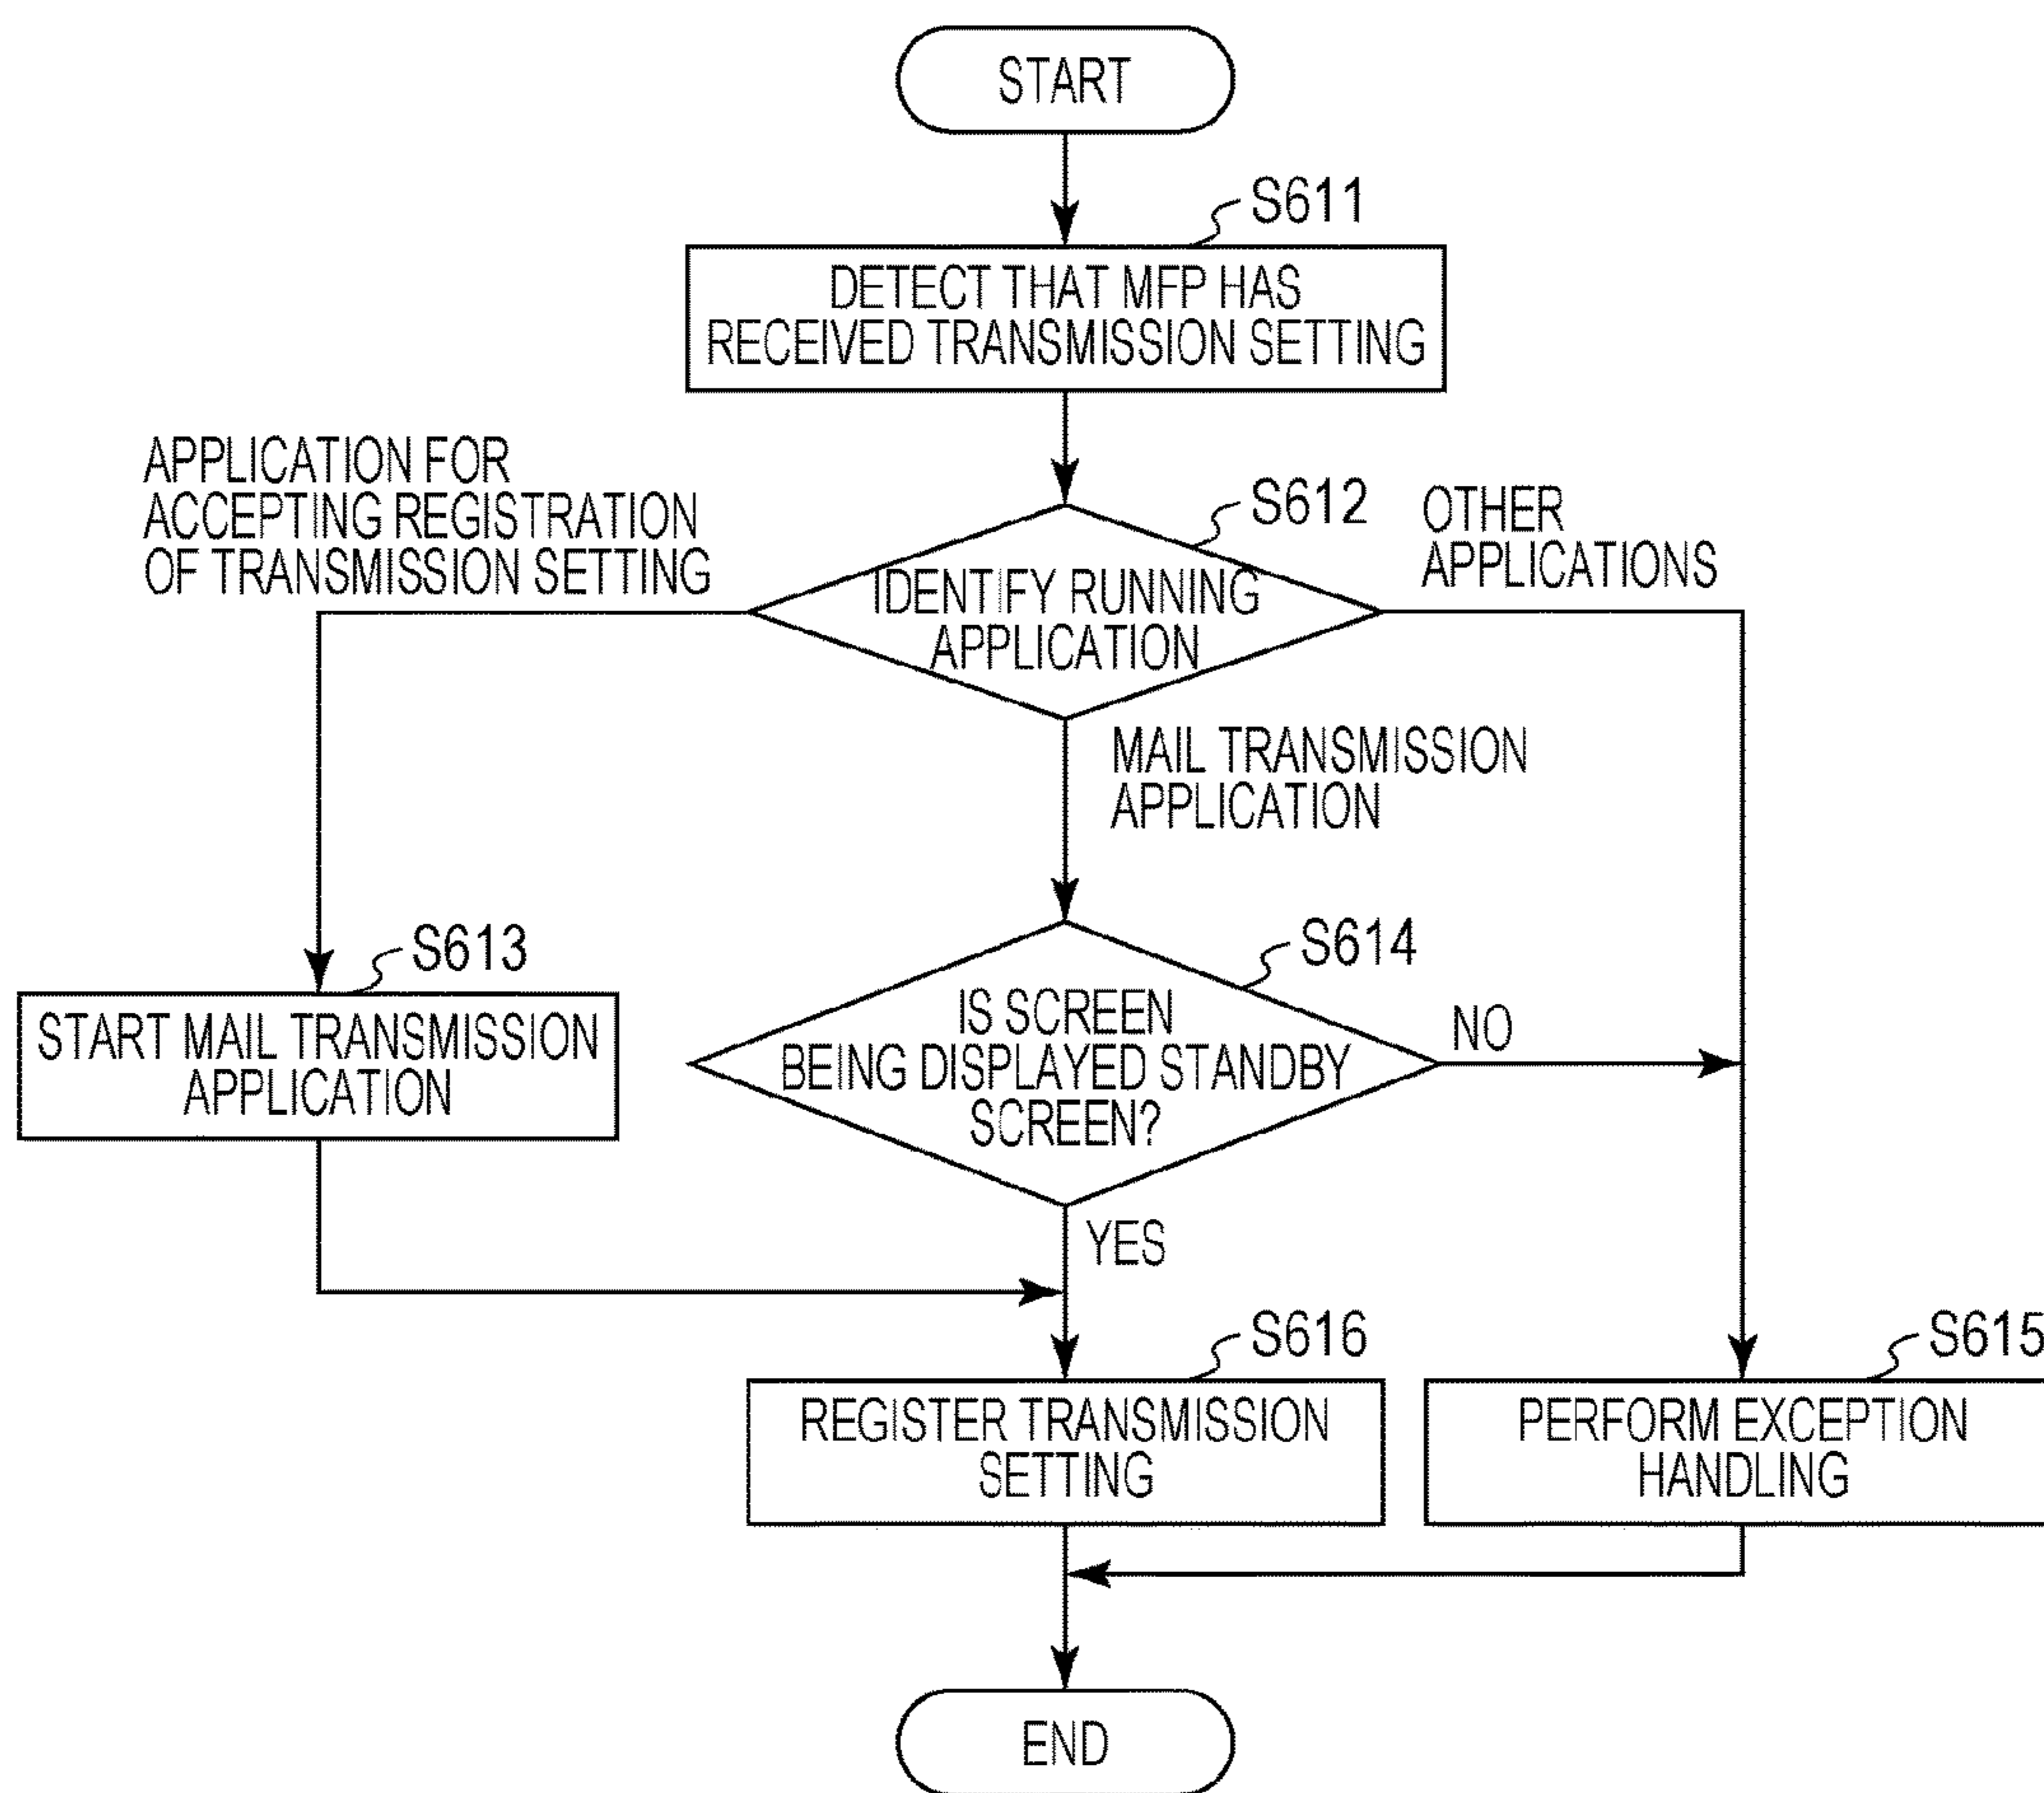 START
S611
DETECT THAT MFP HAS
RECEIVED TRANSMISSION SETTING
APPLICATION FOR
ACCEPTING REGISTRATION
OF TRANSMISSION SETTING
S612
OTHER
APPLICATIONS
IDENTIFY RUNNING
APPLICATION
MAIL TRANSMISSION
APPLICATION
S613
START MAIL TRANSMISSION
APPLICATION
S614
IS SCREEN
BEING DISPLAYED STANDBY
SCREEN?
NO
YES
S616
REGISTER TRANSMISSION
SETTING
S615
PERFORM EXCEPTION
HANDLING
END